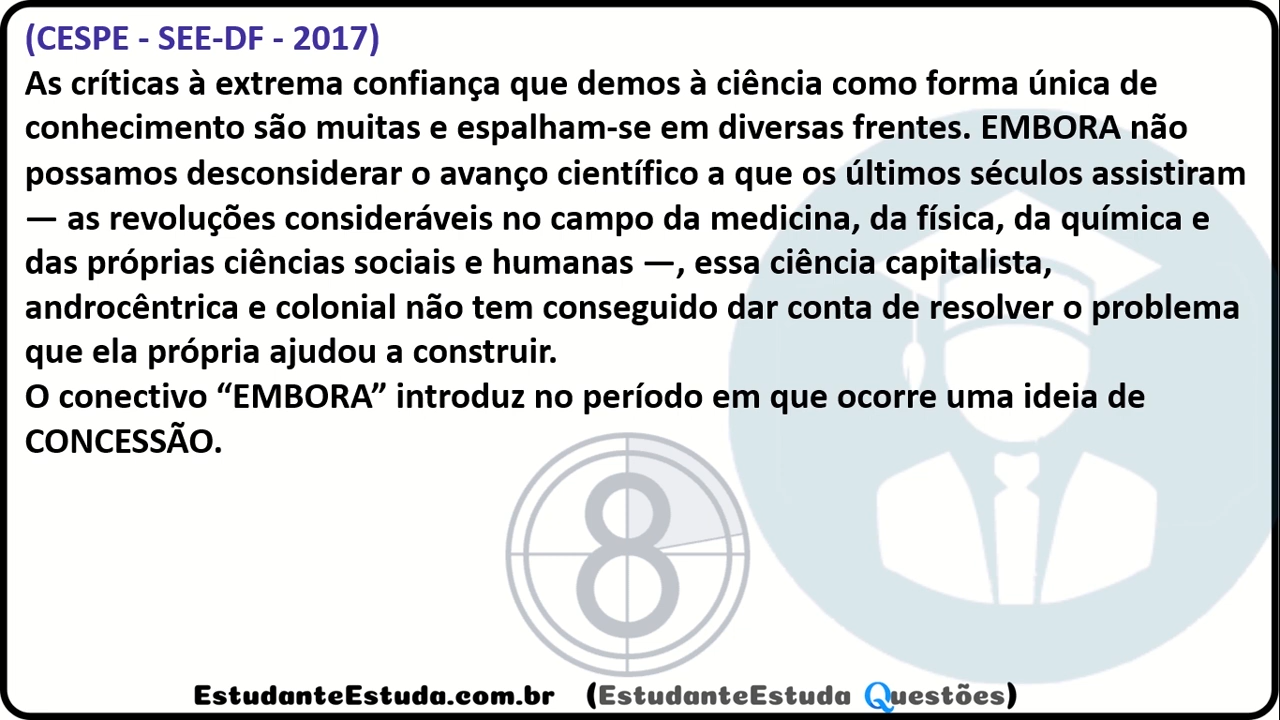 (CESPE - SEE-DF - 2017)
As críticas à extrema confiança que demos à ciência como forma única de
conhecimento são muitas e espalham-se em diversas frentes. EMBORA não
possamos desconsiderar o avanço científico a que os últimos séculos assistiram
— as revoluções consideráveis no campo da medicina, da física, da química e
das próprias ciências sociais e humanas —, essa ciência capitalista,
androcêntrica e colonial não tem conseguido dar conta de resolver o problema
que ela própria ajudou a construir.
O conectivo “EMBORA” introduz no período em que ocorre uma ideia de
CONCESSÃO.
8
EstudanteEstuda.com.br (EstudanteEstuda Questões)